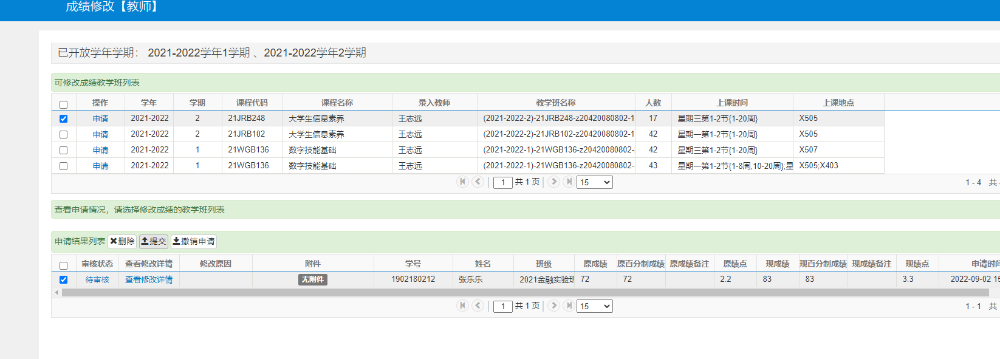 成绩修改【教师】
已开放学年学期： 2021-2022学年1学期 、2021-2022学年2学期
可修改成绩教学班列表
操作 学年 学期 课程代码 课程名称 录入教师 教学班名称 人数 上课时间 上课地点
申请 2021-2022 2 21JRB248 大学生信息素养 王志远 (2021-2022-2)-21JRB248-z20420080802-1 17 星期三第1-2节{1-20周} X505
申请 2021-2022 2 21JRB102 大学生信息素养 王志远 (2021-2022-2)-21JRB102-z20420080802-1 42 星期一第1-2节{1-20周} X505
申请 2021-2022 1 21WGB136 数字技能基础 王志远 (2021-2022-1)-21WGB136-z20420080802- 42 星期三第1-2节{1-20周} X507
申请 2021-2022 1 21WGB136 数字技能基础 王志远 (2021-2022-1)-21WGB136-z20420080802- 43 星期一第1-2节{1-8周,10-20周};星 X505;X403
1 共 1 页 15 1 - 4 共
查看申请情况，请选择修改成绩的教学班列表
申请结果列表 删除 提交 撤销申请
审核状态 查看修改详情 修改原因 附件 学号 姓名 班级 原成绩 原百分制成绩 原成绩备注 原绩点 现成绩 现百分制成绩 现成绩备注 现绩点 申请时间
待审核 查看修改详情 无附件 1902180212 张乐乐 2021金融实验班 72 72 2.2 83 83 3.3 2022-09-02 15
1 共 1 页 15 1 - 1 共